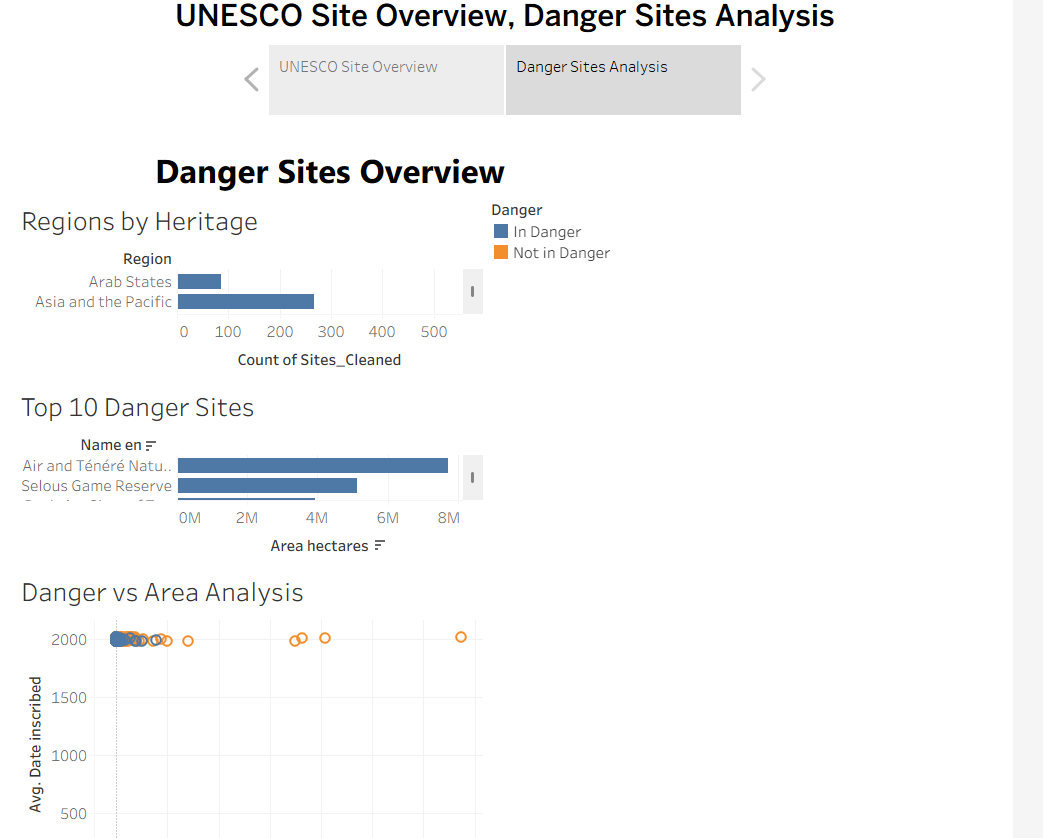 UNESCO Site Overview, Danger Sites Analysis
UNESCO Site Overview
Danger Sites Analysis
Danger Sites Overview
Regions by Heritage
Danger
In Danger
Not in Danger
Region
Arab States
Asia and the Pacific
0 100 200 300 400 500
Count of Sites_Cleaned
Top 10 Danger Sites
Name en
Air and Ténéré Natu..
Selous Game Reserve
0M 2M 4M 6M 8M
Area hectares
Danger vs Area Analysis
2000
1500
1000
500
Avg. Date inscribed